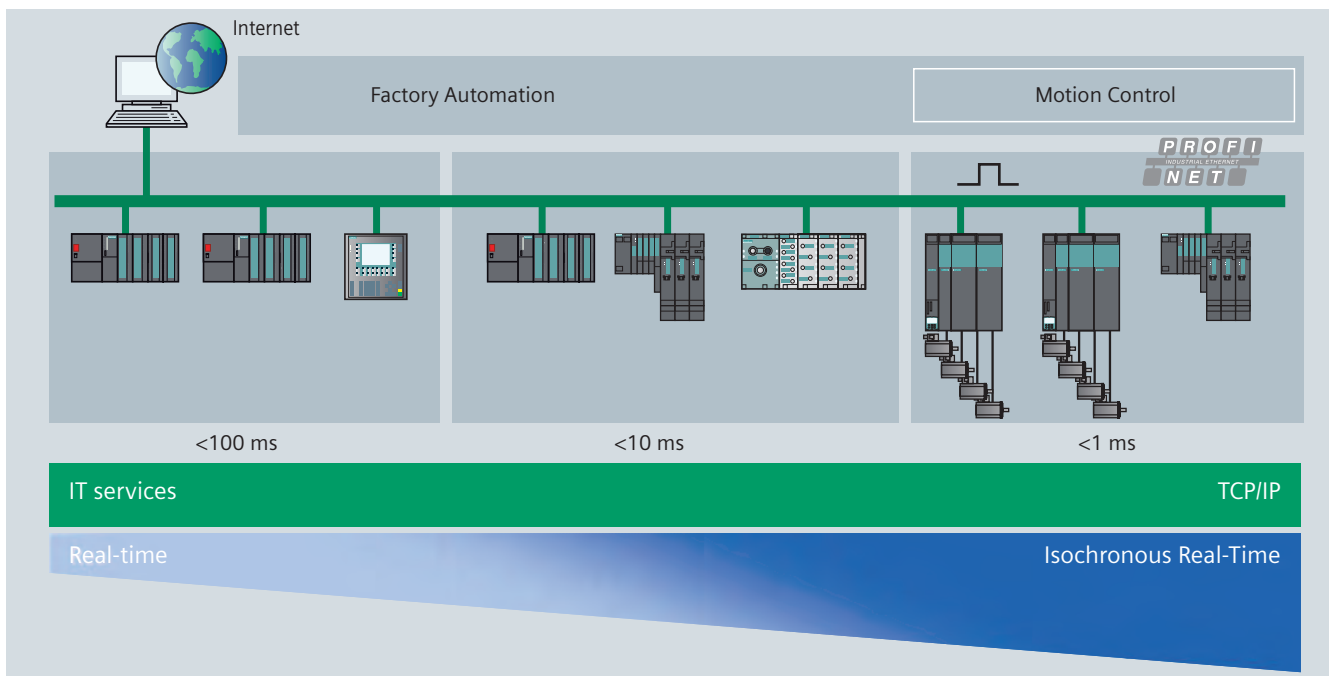 Internet
Factory Automation
Motion Control
PROFI
INDUSTRIAL ETHERNET
NET
<100 ms
<10 ms
<1 ms
IT services
TCP/IP
Real-time
Isochronous Real-Time